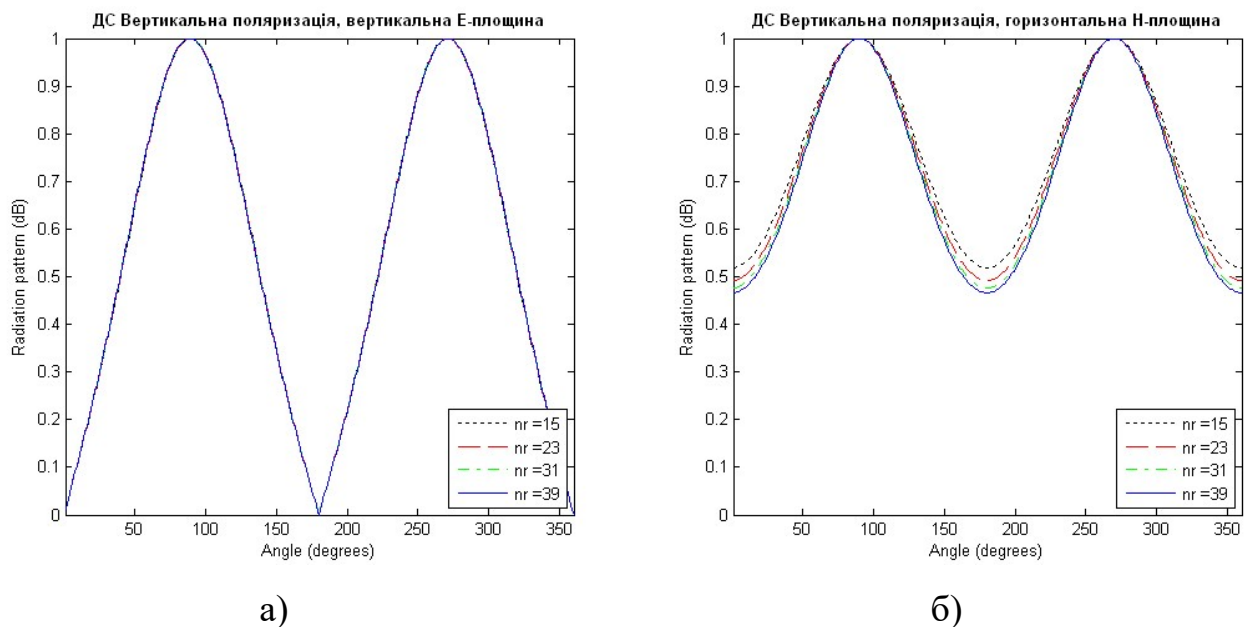 ДС Вертикальна поляризація, вертикальна Е-площина
1
0.9
0.8
0.7
0.6
0.5
0.4
0.3
0.2
0.1
0
Radiation pattern (dB)
50 100 150 200 250 300 350
Angle (degrees)
nr =15
nr =23
nr =31
nr =39
а)
ДС Вертикальна поляризація, горизонтальна Н-площина
1
0.9
0.8
0.7
0.6
0.5
0.4
0.3
0.2
0.1
0
Radiation pattern (dB)
50 100 150 200 250 300 350
Angle (degrees)
nr =15
nr =23
nr =31
nr =39
б)